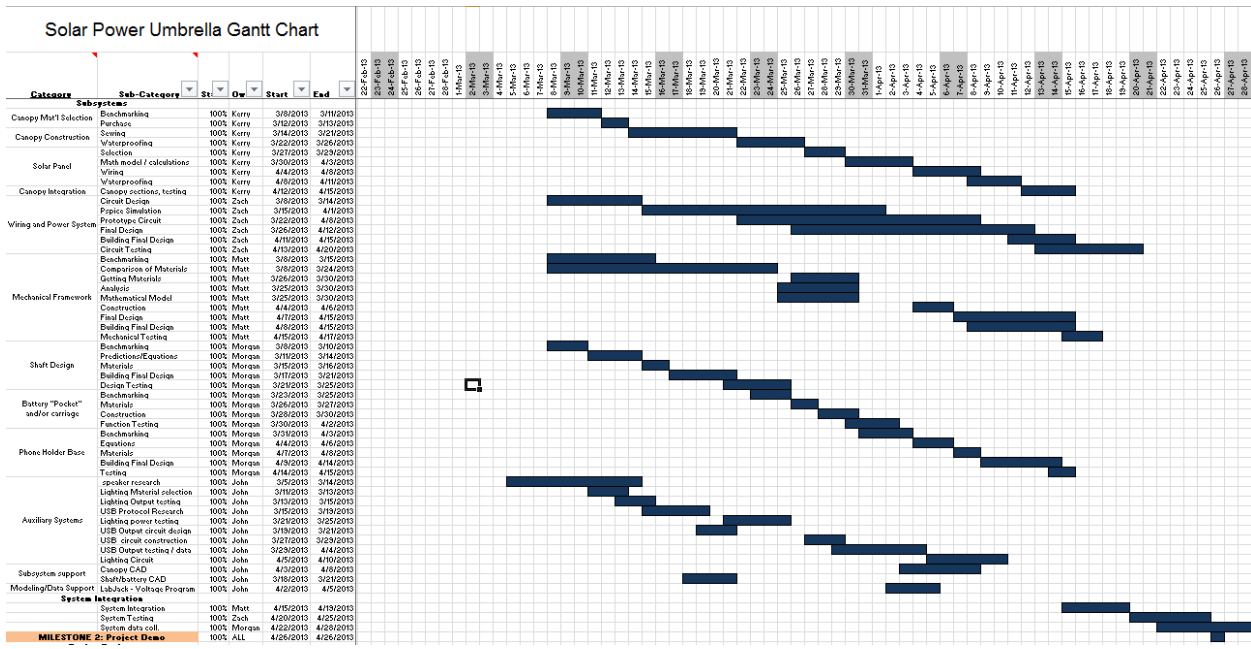 Solar Power Umbrella Gantt Chart
22-Feb-13 23-Feb-13 24-Feb-13 25-Feb-13 26-Feb-13 27-Feb-13 28-Feb-13 1-Mar-13 2-Mar-13 3-Mar-13 4-Mar-13 5-Mar-13 6-Mar-13 7-Mar-13 8-Mar-13 9-Mar-13 10-Mar-13 11-Mar-13 12-Mar-13 13-Mar-13 14-Mar-13 15-Mar-13 16-Mar-13 17-Mar-13 18-Mar-13 19-Mar-13 20-Mar-13 21-Mar-13 22-Mar-13 23-Mar-13 24-Mar-13 25-Mar-13 26-Mar-13 27-Mar-13 28-Mar-13 29-Mar-13 30-Mar-13 31-Mar-13 1-Apr-13 2-Apr-13 3-Apr-13 4-Apr-13 5-Apr-13 6-Apr-13 7-Apr-13 8-Apr-13 9-Apr-13 10-Apr-13 11-Apr-13 12-Apr-13 13-Apr-13 14-Apr-13 15-Apr-13 16-Apr-13 17-Apr-13 18-Apr-13 19-Apr-13 20-Apr-13 21-Apr-13 22-Apr-13 23-Apr-13 24-Apr-13 25-Apr-13 26-Apr-13 27-Apr-13 28-Apr-13
Category Sub-Category St Ow Start End
Subsystems
Canopy Mat'l Selection Benchmarking 100% Kerry 3/8/2013 3/11/2013
Purchase 100% Kerry 3/12/2013 3/13/2013
Canopy Construstion Sewing 100% Kerry 3/14/2013 3/21/2013
Waterproofing 100% Kerry 3/22/2013 3/26/2013
Solar Panel Selection 100% Kerry 3/27/2013 3/29/2013
Math model / calculations 100% Kerry 3/30/2013 4/3/2013
Wiring 100% Kerry 4/4/2013 4/8/2013
Waterproofing 100% Kerry 4/8/2013 4/11/2013
Canopy Integration Canopy sections, testing 100% Kerry 4/12/2013 4/15/2013
Wiring and Power System Circuit Design 100% Zach 3/8/2013 3/14/2013
Pspice Simulation 100% Zach 3/15/2013 4/1/2013
Prototype Circuit 100% Zach 3/22/2013 4/8/2013
Final Design 100% Zach 3/26/2013 4/12/2013
Building Final Design 100% Zach 4/11/2013 4/15/2013
Circuit Testing 100% Zach 4/13/2013 4/20/2013
Mechanical Framework Benchmarking 100% Matt 3/8/2013 3/15/2013
Comparison of Materials 100% Matt 3/8/2013 3/24/2013
Getting Materials 100% Matt 3/26/2013 3/30/2013
Analysis 100% Matt 3/25/2013 3/30/2013
Mathematical Model 100% Matt 3/25/2013 3/30/2013
Construction 100% Matt 4/4/2013 4/6/2013
Final Design 100% Matt 4/7/2013 4/15/2013
Building Final Design 100% Matt 4/8/2013 4/15/2013
Mechanical Testing 100% Matt 4/15/2013 4/17/2013
Shaft Design Benchmarking 100% Morgan 3/8/2013 3/10/2013
Predictions/Equations 100% Morgan 3/11/2013 3/14/2013
Materials 100% Morgan 3/15/2013 3/16/2013
Building Final Design 100% Morgan 3/17/2013 3/21/2013
Design Testing 100% Morgan 3/21/2013 3/25/2013
Battery "Pocket" and/or carriage Benchmarking 100% Morgan 3/23/2013 3/25/2013
Materials 100% Morgan 3/26/2013 3/27/2013
Construction 100% Morgan 3/28/2013 3/30/2013
Function Testing 100% Morgan 3/30/2013 4/2/2013
Phone Holder Base Benchmarking 100% Morgan 3/31/2013 4/3/2013
Equations 100% Morgan 4/4/2013 4/6/2013
Materials 100% Morgan 4/7/2013 4/8/2013
Building Final Design 100% Morgan 4/9/2013 4/14/2013
Testing 100% Morgan 4/14/2013 4/15/2013
Auxiliary Systems speaker research 100% John 3/5/2013 3/14/2013
Lighting Material selection 100% John 3/11/2013 3/13/2013
Lighting Output testing 100% John 3/13/2013 3/15/2013
USB Protocol Research 100% John 3/15/2013 3/19/2013
Lighting power testing 100% John 3/21/2013 3/25/2013
USB Output circuit design 100% John 3/19/2013 3/21/2013
USB circuit construction 100% John 3/27/2013 3/29/2013
USB Output testing / data 100% John 3/29/2013 4/4/2013
Lighting Circuit 100% John 4/5/2013 4/10/2013
Subsystem support Canopy CAD 100% John 4/3/2013 4/8/2013
Shaft/battery CAD 100% John 3/18/2013 3/21/2013
Modeling/Data Support LabJack - Voltage Program 100% John 4/2/2013 4/5/2013
System Integration
System Integration 100% Matt 4/15/2013 4/19/2013
System Testing 100% Zach 4/20/2013 4/25/2013
System data coll. 100% Morgan 4/22/2013 4/28/2013
MILESTONE 2: Project Demo 100% ALL 4/26/2013 4/26/2013